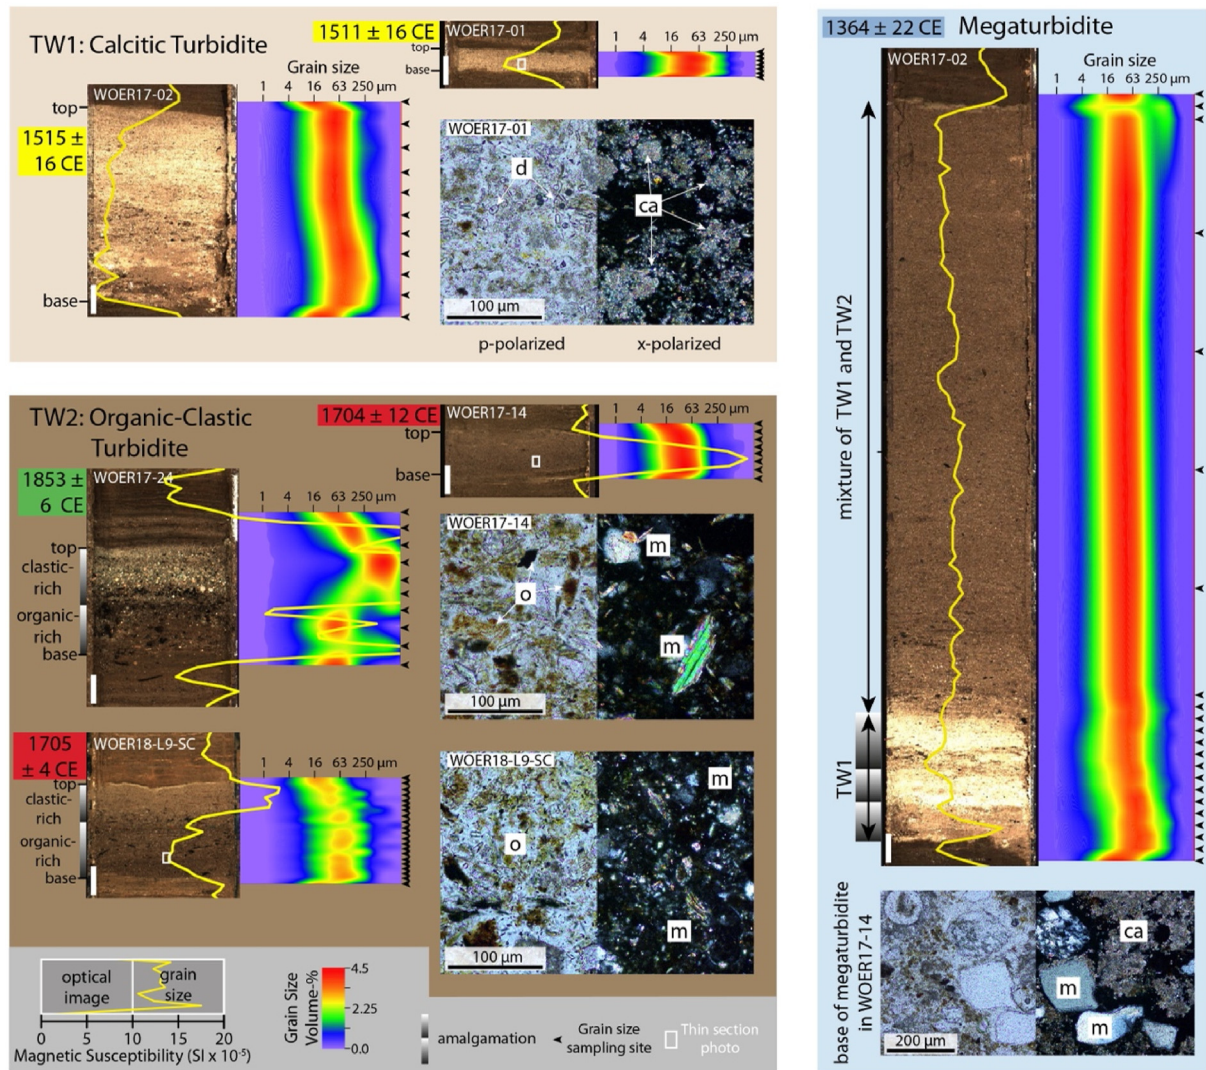 TW1: Calcitic Turbidite
1511 ± 16 CE
WOER17-01
top
base
1 4 16 63 250 µm
Grain size
1 4 16 63 250 µm
WOER17-02
top
1515 ±
16 CE
base
WOER17-01
d
ca
100 µm
p-polarized
x-polarized
TW2: Organic-Clastic
Turbidite
1704 ± 12 CE
WOER17-14
top
base
1 4 16 63 250 µm
1853 ±
6 CE
WOER17-24
1 4 16 63 250 µm
top
clastic-
rich
organic-
rich
base
WOER17-14
o
m
m
100 µm
1705
± 4 CE
WOER18-L9-SC
1 4 16 63 250 µm
top
clastic-
rich
organic-
rich
base
WOER18-L9-SC
o
m
m
100 µm
optical
image
grain
size
0 5 10 15 20
Magnetic Susceptibility (SI x 10⁻⁵)
Grain Size
Volume-%
4.5
2.25
0.0
amalgamation
Grain size
sampling site
Thin section
photo
1364 ± 22 CE
Megaturbidite
WOER17-02
Grain size
1 4 16 63 250 µm
mixture of TW1 and TW2
TW1
base of megaturbidite
in WOER17-14
ca
m
m
200 µm